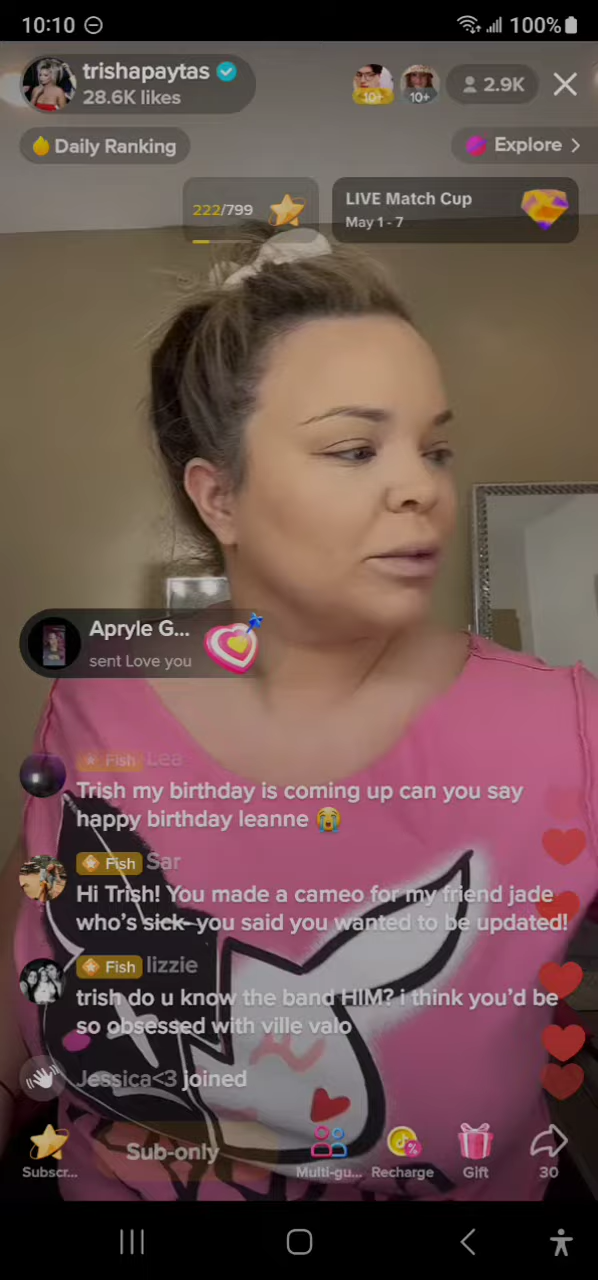 10:10
100%
trishapaytas
28.6K likes
10+
10+
2.9K
Daily Ranking
Explore
222/799
LIVE Match Cup
May 1 - 7
Apryle G...
sent Love you
Fish Lea
Trish my birthday is coming up can you say
happy birthday leanne 😭
Fish Sar
Hi Trish! You made a cameo for my friend jade
who's sick- you said you wanted to be updated!
Fish lizzie
trish do u know the band HIM? i think you'd be
so obsessed with ville valo
Jessica<3 joined
Sub-only
Subscr...
Multi-gu...
Recharge
Gift
30